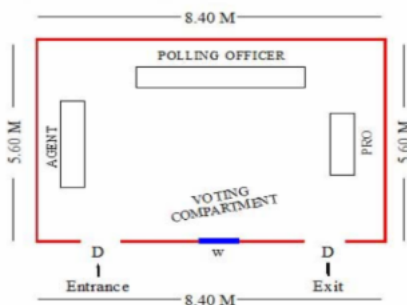 8.40 M
POLLING OFFICER
5.60 M
AGENT
PRO
5.60 M
VOTING
COMPARTMENT
D
W
D
Entrance
Exit
8.40 M